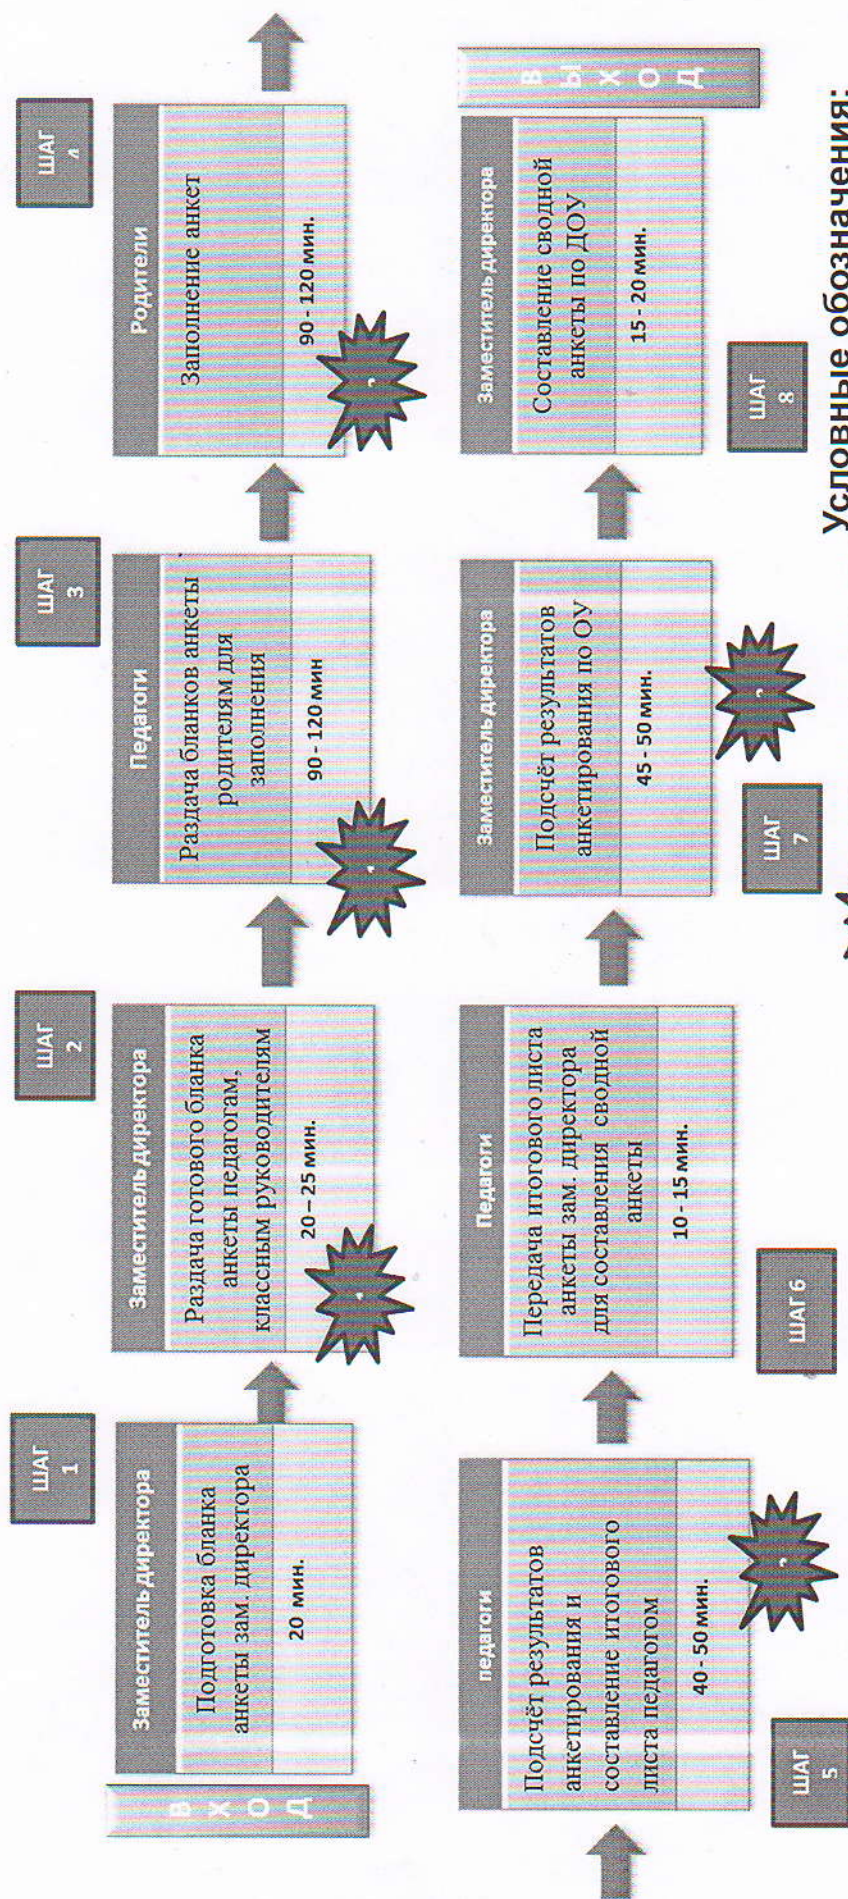 ШАГ
1
ШАГ
2
ШАГ
3
ШАГ
4
ВХОД
Заместитель директора
Подготовка бланка
анкеты зам. директора
20 мин.
Заместитель директора
Раздача готового бланка
анкеты педагогам,
классным руководителям
20 – 25 мин.
Педагоги
Раздача бланков анкеты
родителям для
заполнения
90 - 120 мин
Родители
Заполнение анкет
90 - 120 мин.
педагоги
Подсчёт результатов
анкетирования и
составление итогового
листа педагогом
40 - 50 мин.
Педагоги
Передача итогового листа
анкеты зам. директора
для составления сводной
анкеты
10 - 15 мин.
Заместитель директора
Подсчёт результатов
анкетирования по ОУ
45 - 50 мин.
Заместитель директора
Составление сводной
анкеты по ДОУ
15 - 20 мин.
ВЫХОД
ШАГ
5
ШАГ 6
ШАГ
7
ШАГ
8
Условные обозначения: